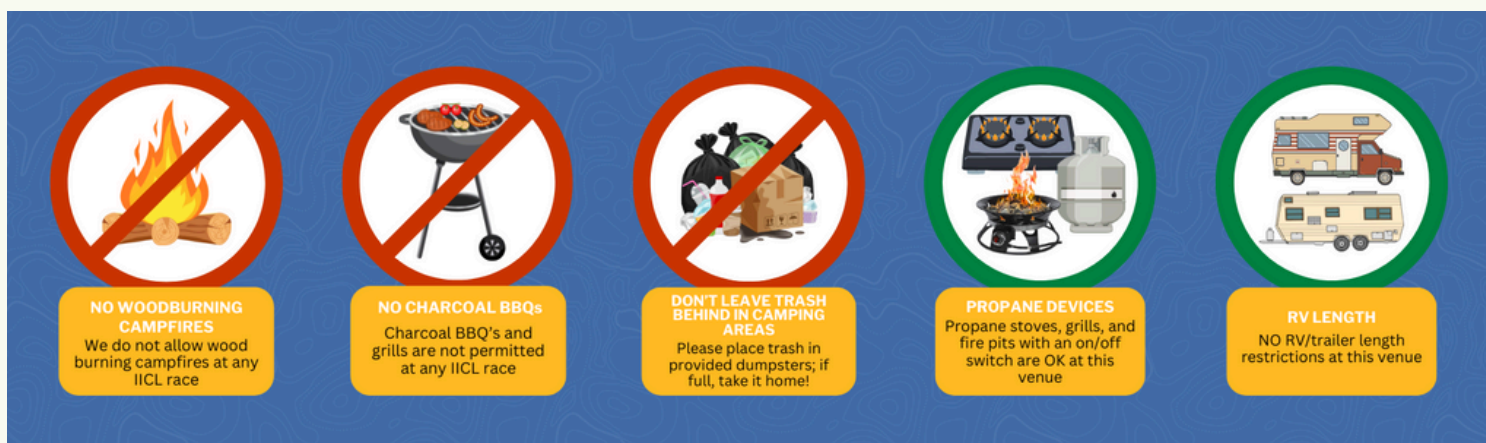 NO WOODBURNING
CAMPFIRES
We do not allow wood
burning campfires at any
IICL race
NO CHARCOAL BBQs
Charcoal BBQ's and
grills are not permitted
at any IICL race
DON'T LEAVE TRASH
BEHIND IN CAMPING
AREAS
Please place trash in
provided dumpsters; if
full, take it home!
PROPANE DEVICES
Propane stoves, grills, and
fire pits with an on/off
switch are OK at this
venue
RV LENGTH
NO RV/trailer length
restrictions at this venue